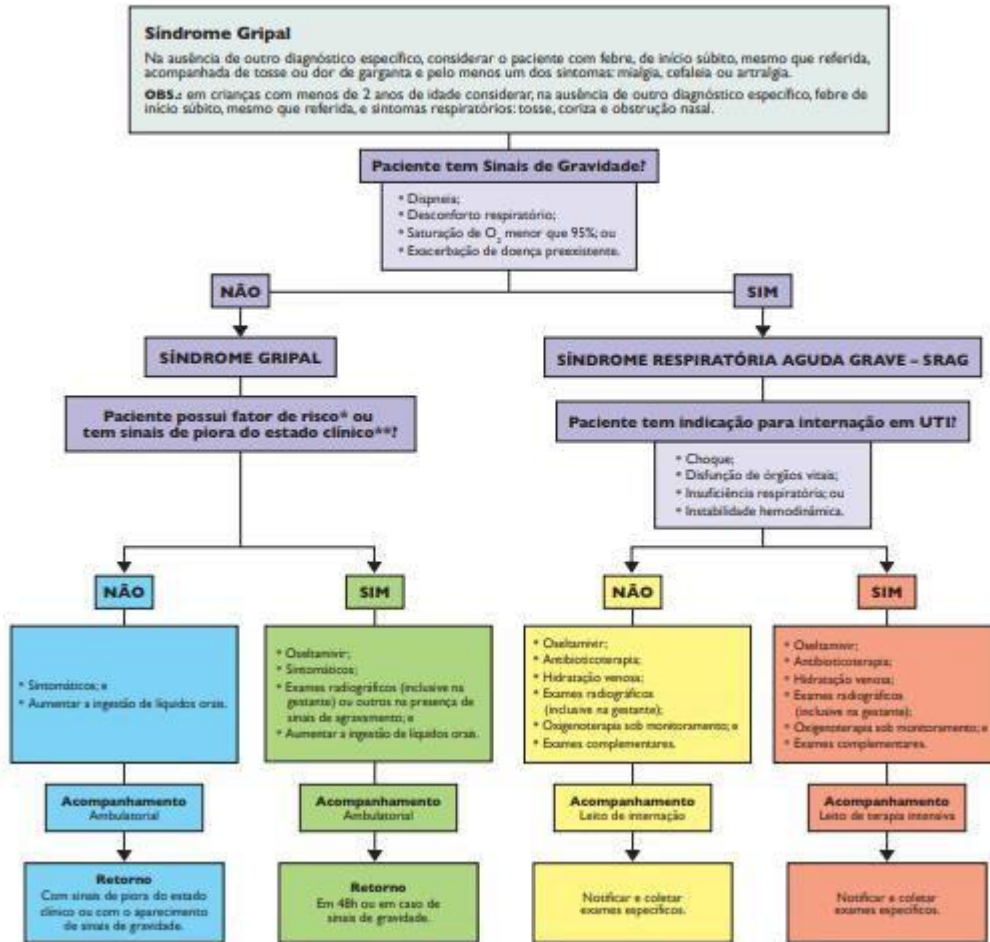 Síndrome Gripal
Na ausência de outro diagnóstico específico, considerar o paciente com febre, de início súbito, mesmo que referida,
acompanhada de tosse ou dor de garganta e pelo menos um dos sintomas: mialgia, cefaleia ou artralgia.
OBS.: em crianças com menos de 2 anos de idade considerar, na ausência de outro diagnóstico específico, febre de
início súbito, mesmo que referida, e sintomas respiratórios: tosse, coriza e obstrução nasal.
Paciente tem Sinais de Gravidade?
• Dispneia;
• Desconforto respiratório;
• Saturação de O2 menor que 95%; ou
• Exacerbação de doença preexistente.
NÃO
SIM
SÍNDROME GRIPAL
SÍNDROME RESPIRATÓRIA AGUDA GRAVE – SRAG
Paciente possui fator de risco* ou
tem sinais de piora do estado clínico**?
Paciente tem indicação para internação em UTI?
• Choque;
• Disfunção de órgãos vitais;
• Insuficiência respiratória; ou
• Instabilidade hemodinâmica.
NÃO
SIM
NÃO
SIM
• Sintomáticos; e
• Aumentar a ingestão de líquidos orais.
• Oseltamivir;
• Sintomáticos;
• Exames radiográficos (inclusive na
gestante) ou outros na presença de
sinais de agravamento; e
• Aumentar a ingestão de líquidos orais.
• Oseltamivir;
• Antibioticoterapia;
• Hidratação venosa;
• Exames radiográficos
(inclusive na gestante);
• Oxigenoterapia sob monitoramento; e
• Exames complementares.
• Oseltamivir;
• Antibioticoterapia;
• Hidratação venosa;
• Exames radiográficos
(inclusive na gestante);
• Oxigenoterapia sob monitoramento; e
• Exames complementares.
Acompanhamento
Ambulatorial
Acompanhamento
Ambulatorial
Acompanhamento
Leito de internação
Acompanhamento
Leito de terapia intensiva
Retorno
Com sinais de piora do estado
clínico ou com o aparecimento
de sinais de gravidade.
Retorno
Em 48h ou em caso de
sinais de gravidade.
Notificar e coletar
exames específicos.
Notificar e coletar
exames específicos.